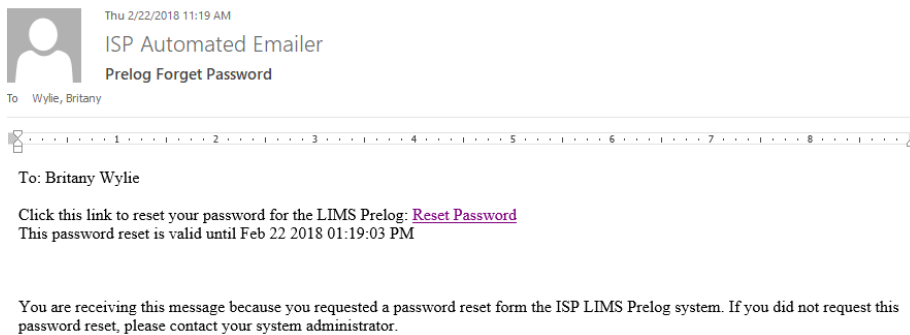 Thu 2/22/2018 11:19 AM
ISP Automated Emailer
Prelog Forget Password
To Wylie, Britany
1 2 3 4 5 6 7 8
To: Britany Wylie
Click this link to reset your password for the LIMS Prelog: Reset Password
This password reset is valid until Feb 22 2018 01:19:03 PM
You are receiving this message because you requested a password reset form the ISP LIMS Prelog system. If you did not request this
password reset, please contact your system administrator.